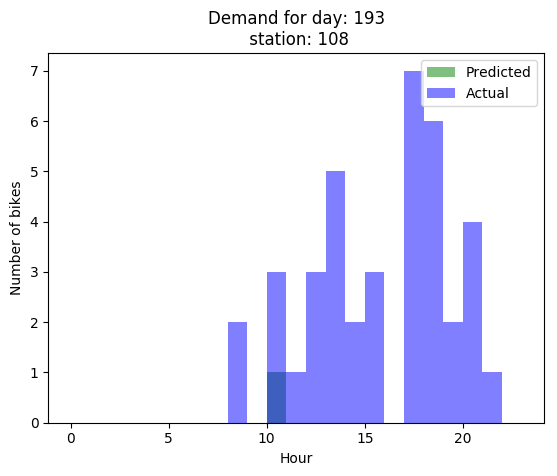 Demand for day: 193
station: 108
Predicted
Actual
7
6
5
4
3
2
1
0
Number of bikes
0 5 10 15 20
Hour